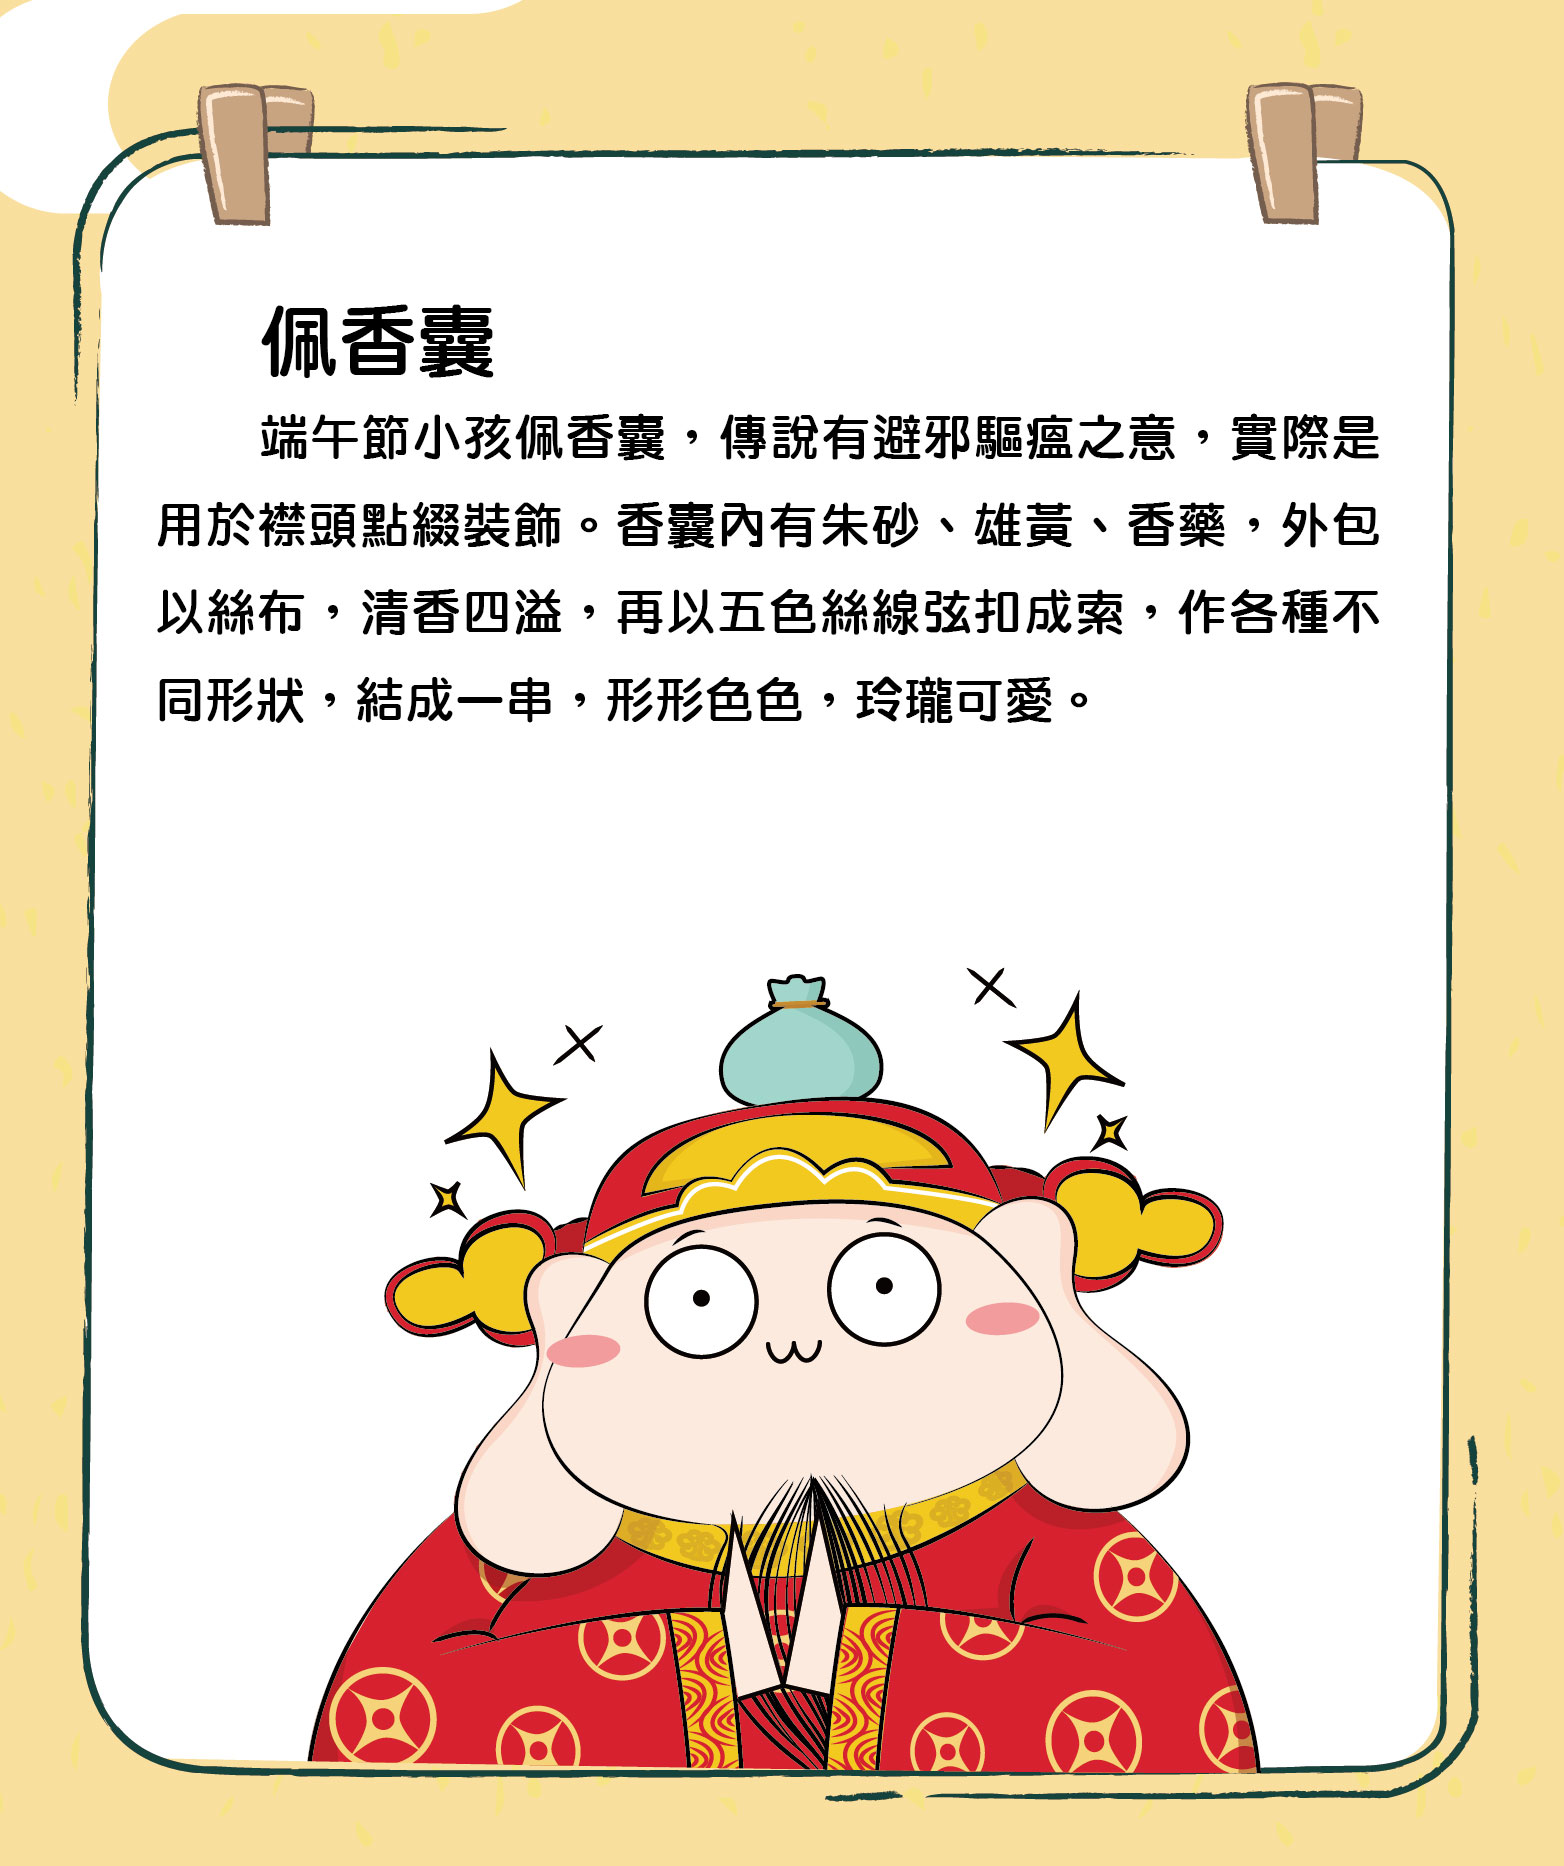 佩香囊
端午節小孩佩香囊，傳說有避邪驅瘟之意，實際是
用於襟頭點綴裝飾。香囊內有朱砂、雄黃、香藥，外包
以絲布，清香四溢，再以五色絲線弦扣成索，作各種不
同形狀，結成一串，形形色色，玲瓏可愛。